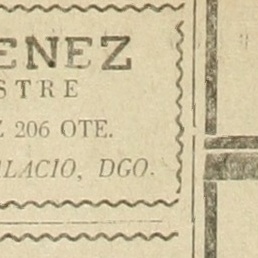 ENEZ
STRE
Z 206 OTE.
LACIO, DGO.